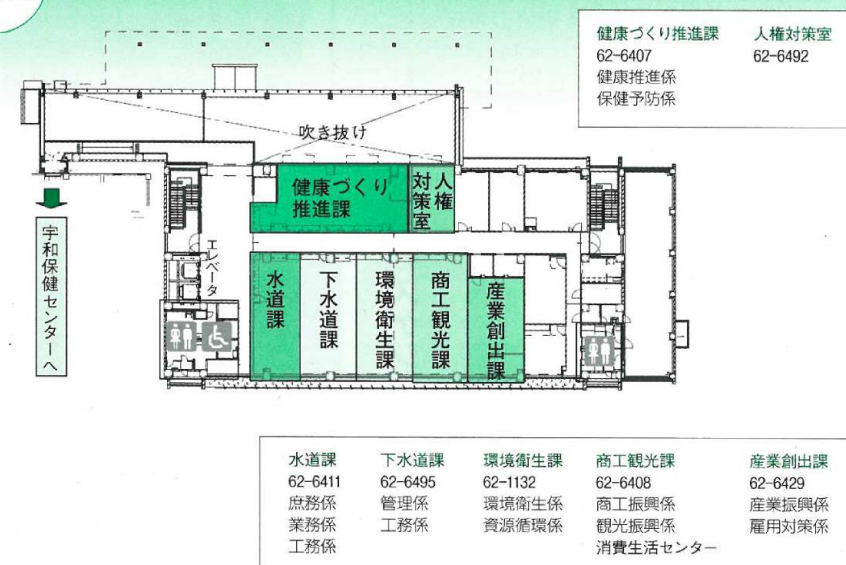 健康づくり推進課
62-6407
健康推進係
保健予防係
人権対策室
62-6492
吹き抜け
健康づくり
推進課
人権
対策室
宇和保健センターへ
エレベータ
水道課
下水道課
環境衛生課
商工観光課
産業創出課
水道課
62-6411
庶務係
業務係
工務係
下水道課
62-6495
管理係
工務係
環境衛生課
62-1132
環境衛生係
資源循環係
商工観光課
62-6408
商工振興係
観光振興係
消費生活センター
産業創出課
62-6429
産業振興係
雇用対策係